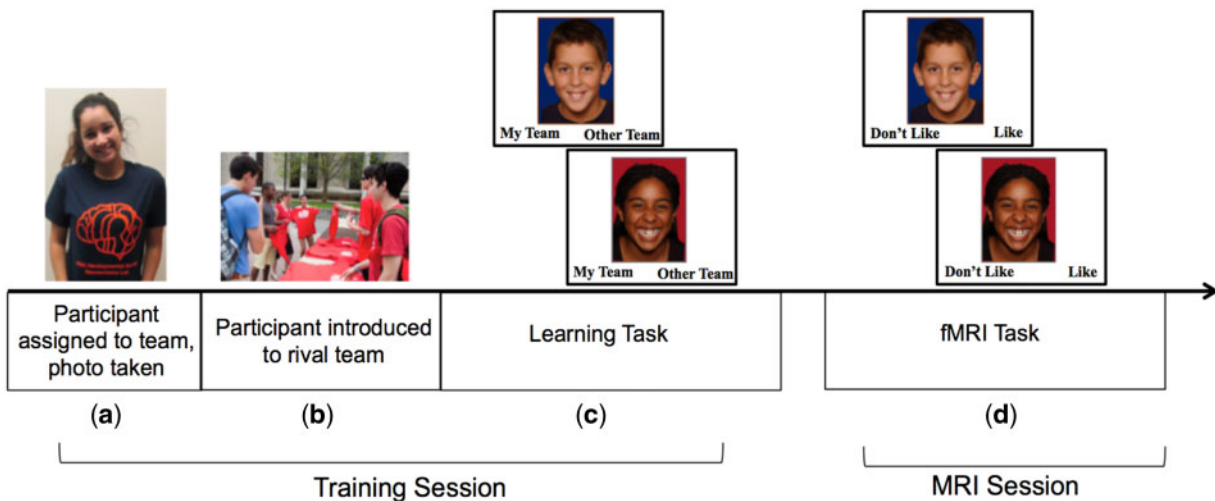 My Team Other Team
My Team Other Team
Don't Like Like
Don't Like Like
Participant
assigned to team,
photo taken
Participant introduced
to rival team
Learning Task
fMRI Task
(a)
(b)
(c)
(d)
Training Session
MRI Session